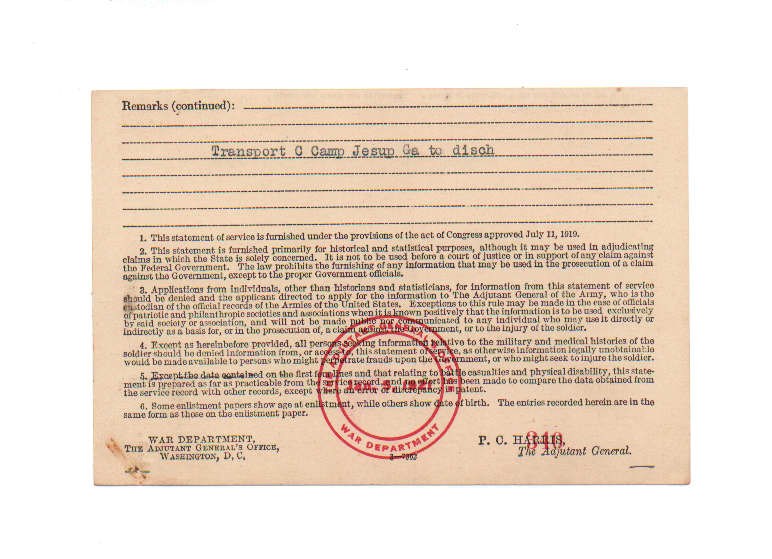 Remarks (continued):
Transport C Camp Jesup Ga to disch
1. This statement of service is furnished under the provisions of the act of Congress approved July 11, 1919.
2. This statement is furnished primarily for historical and statistical purposes, although it may be used in adjudicating
claims in which the State is solely concerned. It is not to be used before a court of justice or in support of any claim against
the Federal Government. The law prohibits the furnishing of any information that may be used in the prosecution of a claim
against the Government, except to the proper Government officials.
3. Applications from individuals, other than historians and statisticians, for information from this statement of service
should be denied and the applicant directed to apply for the information to The Adjutant General of the Army, who is the
custodian of the official records of the Armies of the United States. Exceptions to this rule may be made in the case of officials
of patriotic and philanthropic societies and associations when it is known positively that the information is to be used exclusively
by said society or association, and will not be made public nor communicated to any individual who may use it directly or
indirectly as a basis for, or in the prosecution of, a claim against the Government, or to the injury of the soldier.
4. Except as hereinbefore provided, all persons seeking information relative to the military and medical histories of the
soldier should be denied information from, or access to, this statement of service, as otherwise information legally unobtainable
would be made available to persons who might perpetrate frauds upon the Government, or who might seek to injure the soldier.
5. Except the data contained on the first four lines and that relating to battle casualties and physical disability, this state-
ment is prepared as far as practicable from the service record and no effort has been made to compare the data obtained from
the service record with other records, except where an error or discrepancy is patent.
6. Some enlistment papers show age at enlistment, while others show date of birth. The entries recorded herein are in the
same form as those on the enlistment paper.
WAR DEPARTMENT,
THE ADJUTANT GENERAL'S OFFICE,
WASHINGTON, D. C.
WAR DEPARTMENT
P. C. HARRIS,
The Adjutant General.